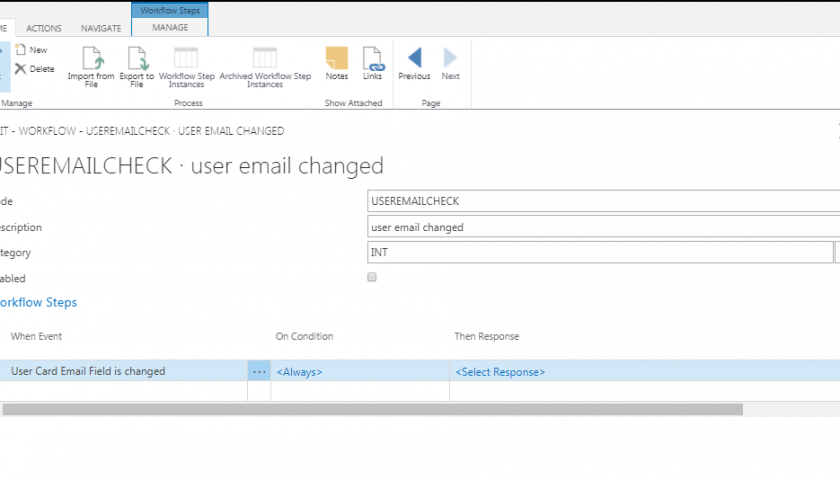 Workflow Steps
ME ACTIONS NAVIGATE MANAGE
New
Delete
Import from File
Export to File
Workflow Step Instances
Archived Workflow Step Instances
Notes
Links
Previous
Next
Manage Process Show Attached Page
IT - WORKFLOW - USEREMAILCHECK · USER EMAIL CHANGED
USEREMAILCHECK · user email changed
ode USEREMAILCHECK
escription user email changed
tegory INT
abled
orkflow Steps
When Event On Condition Then Response
User Card Email Field is changed ... <Always> <Select Response>